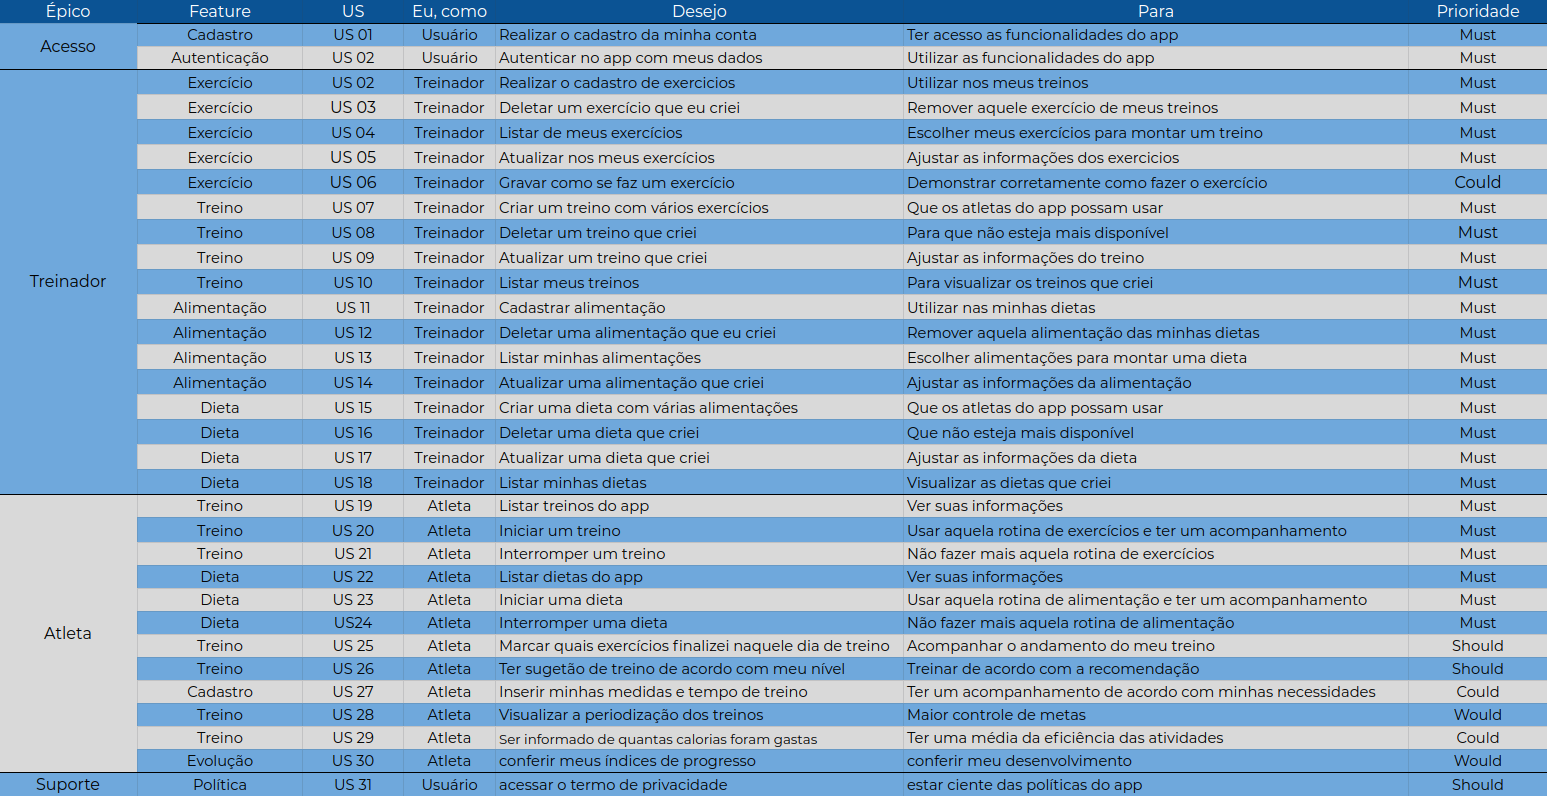 Épico Feature US Eu, como Desejo Para Prioridade
Acesso
Cadastro US 01 Usuário Realizar o cadastro da minha conta Ter acesso as funcionalidades do app Must
Autenticação US 02 Usuário Autenticar no app com meus dados Utilizar as funcionalidades do app Must
Treinador
Exercício US 02 Treinador Realizar o cadastro de exercicios Utilizar nos meus treinos Must
Exercício US 03 Treinador Deletar um exercício que eu criei Remover aquele exercício de meus treinos Must
Exercício US 04 Treinador Listar de meus exercícios Escolher meus exercícios para montar um treino Must
Exercício US 05 Treinador Atualizar nos meus exercícios Ajustar as informações dos exercicios Must
Exercício US 06 Treinador Gravar como se faz um exercício Demonstrar corretamente como fazer o exercício Could
Treino US 07 Treinador Criar um treino com vários exercícios Que os atletas do app possam usar Must
Treino US 08 Treinador Deletar um treino que criei Para que não esteja mais disponível Must
Treino US 09 Treinador Atualizar um treino que criei Ajustar as informações do treino Must
Treino US 10 Treinador Listar meus treinos Para visualizar os treinos que criei Must
Alimentação US 11 Treinador Cadastrar alimentação Utilizar nas minhas dietas Must
Alimentação US 12 Treinador Deletar uma alimentação que eu criei Remover aquela alimentação das minhas dietas Must
Alimentação US 13 Treinador Listar minhas alimentações Escolher alimentações para montar uma dieta Must
Alimentação US 14 Treinador Atualizar uma alimentação que criei Ajustar as informações da alimentação Must
Dieta US 15 Treinador Criar uma dieta com várias alimentações Que os atletas do app possam usar Must
Dieta US 16 Treinador Deletar uma dieta que criei Que não esteja mais disponível Must
Dieta US 17 Treinador Atualizar uma dieta que criei Ajustar as informações da dieta Must
Dieta US 18 Treinador Listar minhas dietas Visualizar as dietas que criei Must
Atleta
Treino US 19 Atleta Listar treinos do app Ver suas informações Must
Treino US 20 Atleta Iniciar um treino Usar aquela rotina de exercícios e ter um acompanhamento Must
Treino US 21 Atleta Interromper um treino Não fazer mais aquela rotina de exercícios Must
Dieta US 22 Atleta Listar dietas do app Ver suas informações Must
Dieta US 23 Atleta Iniciar uma dieta Usar aquela rotina de alimentação e ter um acompanhamento Must
Dieta US24 Atleta Interromper uma dieta Não fazer mais aquela rotina de alimentação Must
Treino US 25 Atleta Marcar quais exercícios finalizei naquele dia de treino Acompanhar o andamento do meu treino Should
Treino US 26 Atleta Ter sugetão de treino de acordo com meu nível Treinar de acordo com a recomendação Should
Cadastro US 27 Atleta Inserir minhas medidas e tempo de treino Ter um acompanhamento de acordo com minhas necessidades Could
Treino US 28 Atleta Visualizar a periodização dos treinos Maior controle de metas Would
Treino US 29 Atleta Ser informado de quantas calorias foram gastas Ter uma média da eficiência das atividades Could
Evolução US 30 Atleta conferir meus índices de progresso conferir meu desenvolvimento Would
Suporte Política US 31 Usuário acessar o termo de privacidade estar ciente das políticas do app Should